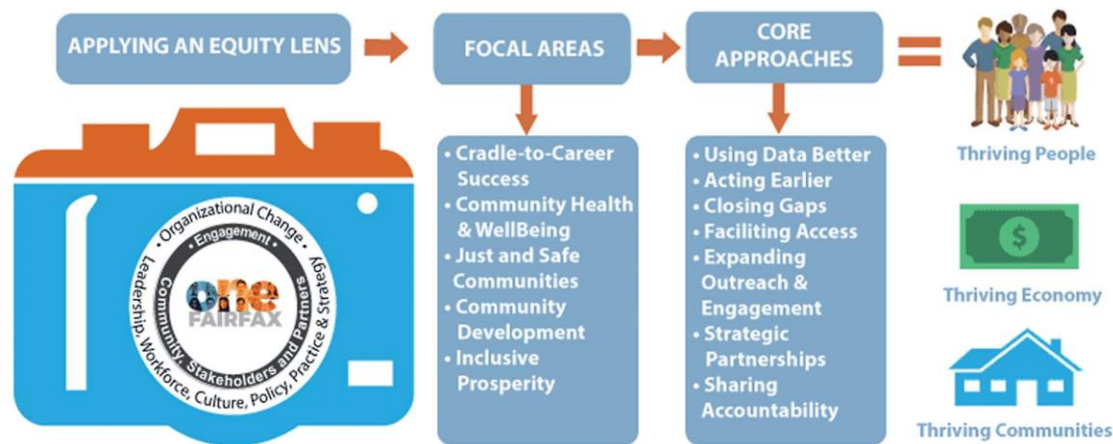 APPLYING AN EQUITY LENS
FOCAL AREAS
CORE
APPROACHES
• Organizational Change •
Leadership, Workforce, Culture, Policy, Practice & Strategy
• Engagement •
Community, Stakeholders and Partners
one
FAIRFAX
• Cradle-to-Career
Success
• Community Health
& WellBeing
• Just and Safe
Communities
• Community
Development
• Inclusive
Prosperity
• Using Data Better
• Acting Earlier
• Closing Gaps
• Faciliting Access
• Expanding
Outreach &
Engagement
• Strategic
Partnerships
• Sharing
Accountability
=
Thriving People
$
Thriving Economy
Thriving Communities